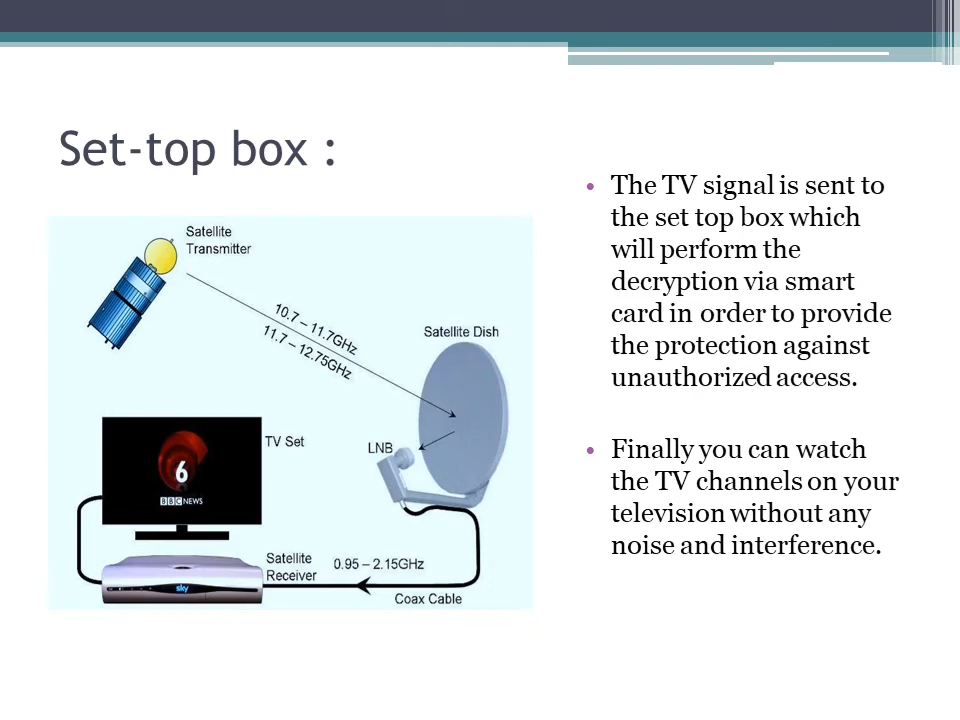 Set-top box :
Satellite
Transmitter
10.7 – 11.7GHz
11.7 – 12.75GHz
Satellite Dish
LNB
TV Set
6
BBC NEWS
Satellite
Receiver
sky
0.95 – 2.15GHz
Coax Cable
• The TV signal is sent to
the set top box which
will perform the
decryption via smart
card in order to provide
the protection against
unauthorized access.
• Finally you can watch
the TV channels on your
television without any
noise and interference.